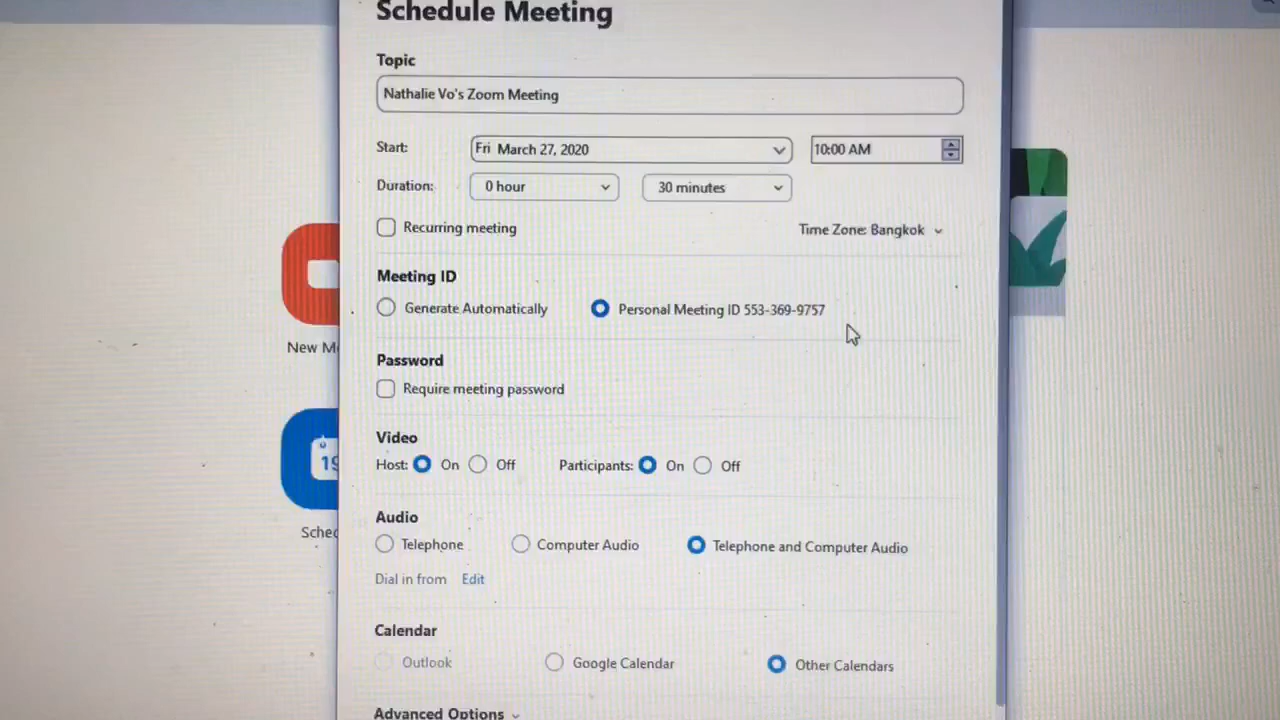 Schedule Meeting
Topic
Nathalie Vo's Zoom Meeting
Start: Fri March 27, 2020 10:00 AM
Duration: 0 hour 30 minutes
Recurring meeting Time Zone: Bangkok
Meeting ID
Generate Automatically Personal Meeting ID 553-369-9757
New M
Password
Require meeting password
Video
Host: On Off Participants: On Off
19
Audio
Sched
Telephone Computer Audio Telephone and Computer Audio
Dial in from Edit
Calendar
Outlook Google Calendar Other Calendars
Advanced Options